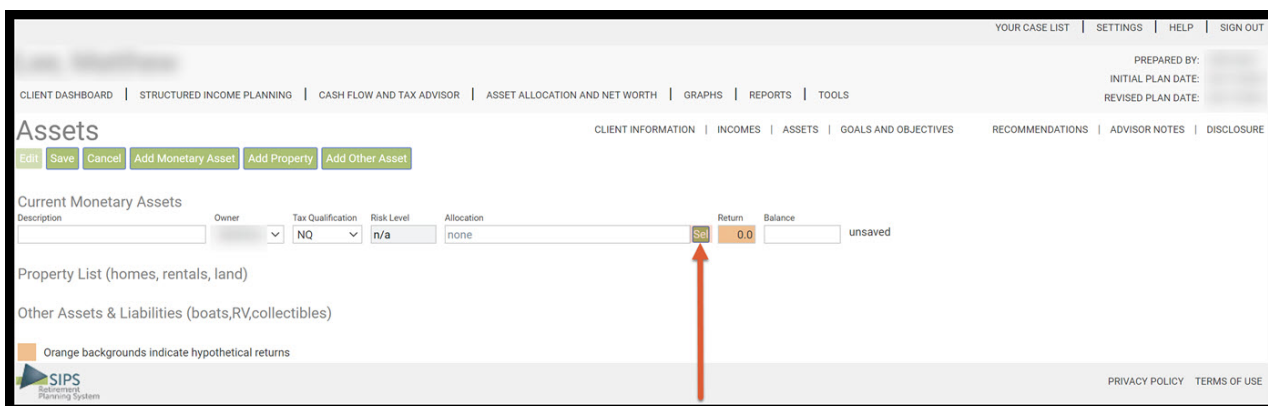 YOUR CASE LIST | SETTINGS | HELP | SIGN OUT
PREPARED BY:
INITIAL PLAN DATE:
CLIENT DASHBOARD | STRUCTURED INCOME PLANNING | CASH FLOW AND TAX ADVISOR | ASSET ALLOCATION AND NET WORTH | GRAPHS | REPORTS | TOOLS
REVISED PLAN DATE:
Assets
CLIENT INFORMATION | INCOMES | ASSETS | GOALS AND OBJECTIVES RECOMMENDATIONS | ADVISOR NOTES | DISCLOSURE
Edit Save Cancel Add Monetary Asset Add Property Add Other Asset
Current Monetary Assets
Description Owner Tax Qualification Risk Level Allocation Return Balance
NQ n/a none Sel 0.0 unsaved
Property List (homes, rentals, land)
Other Assets & Liabilities (boats,RV,collectibles)
Orange backgrounds indicate hypothetical returns
SIPS
Retirement
Planning System
PRIVACY POLICY TERMS OF USE